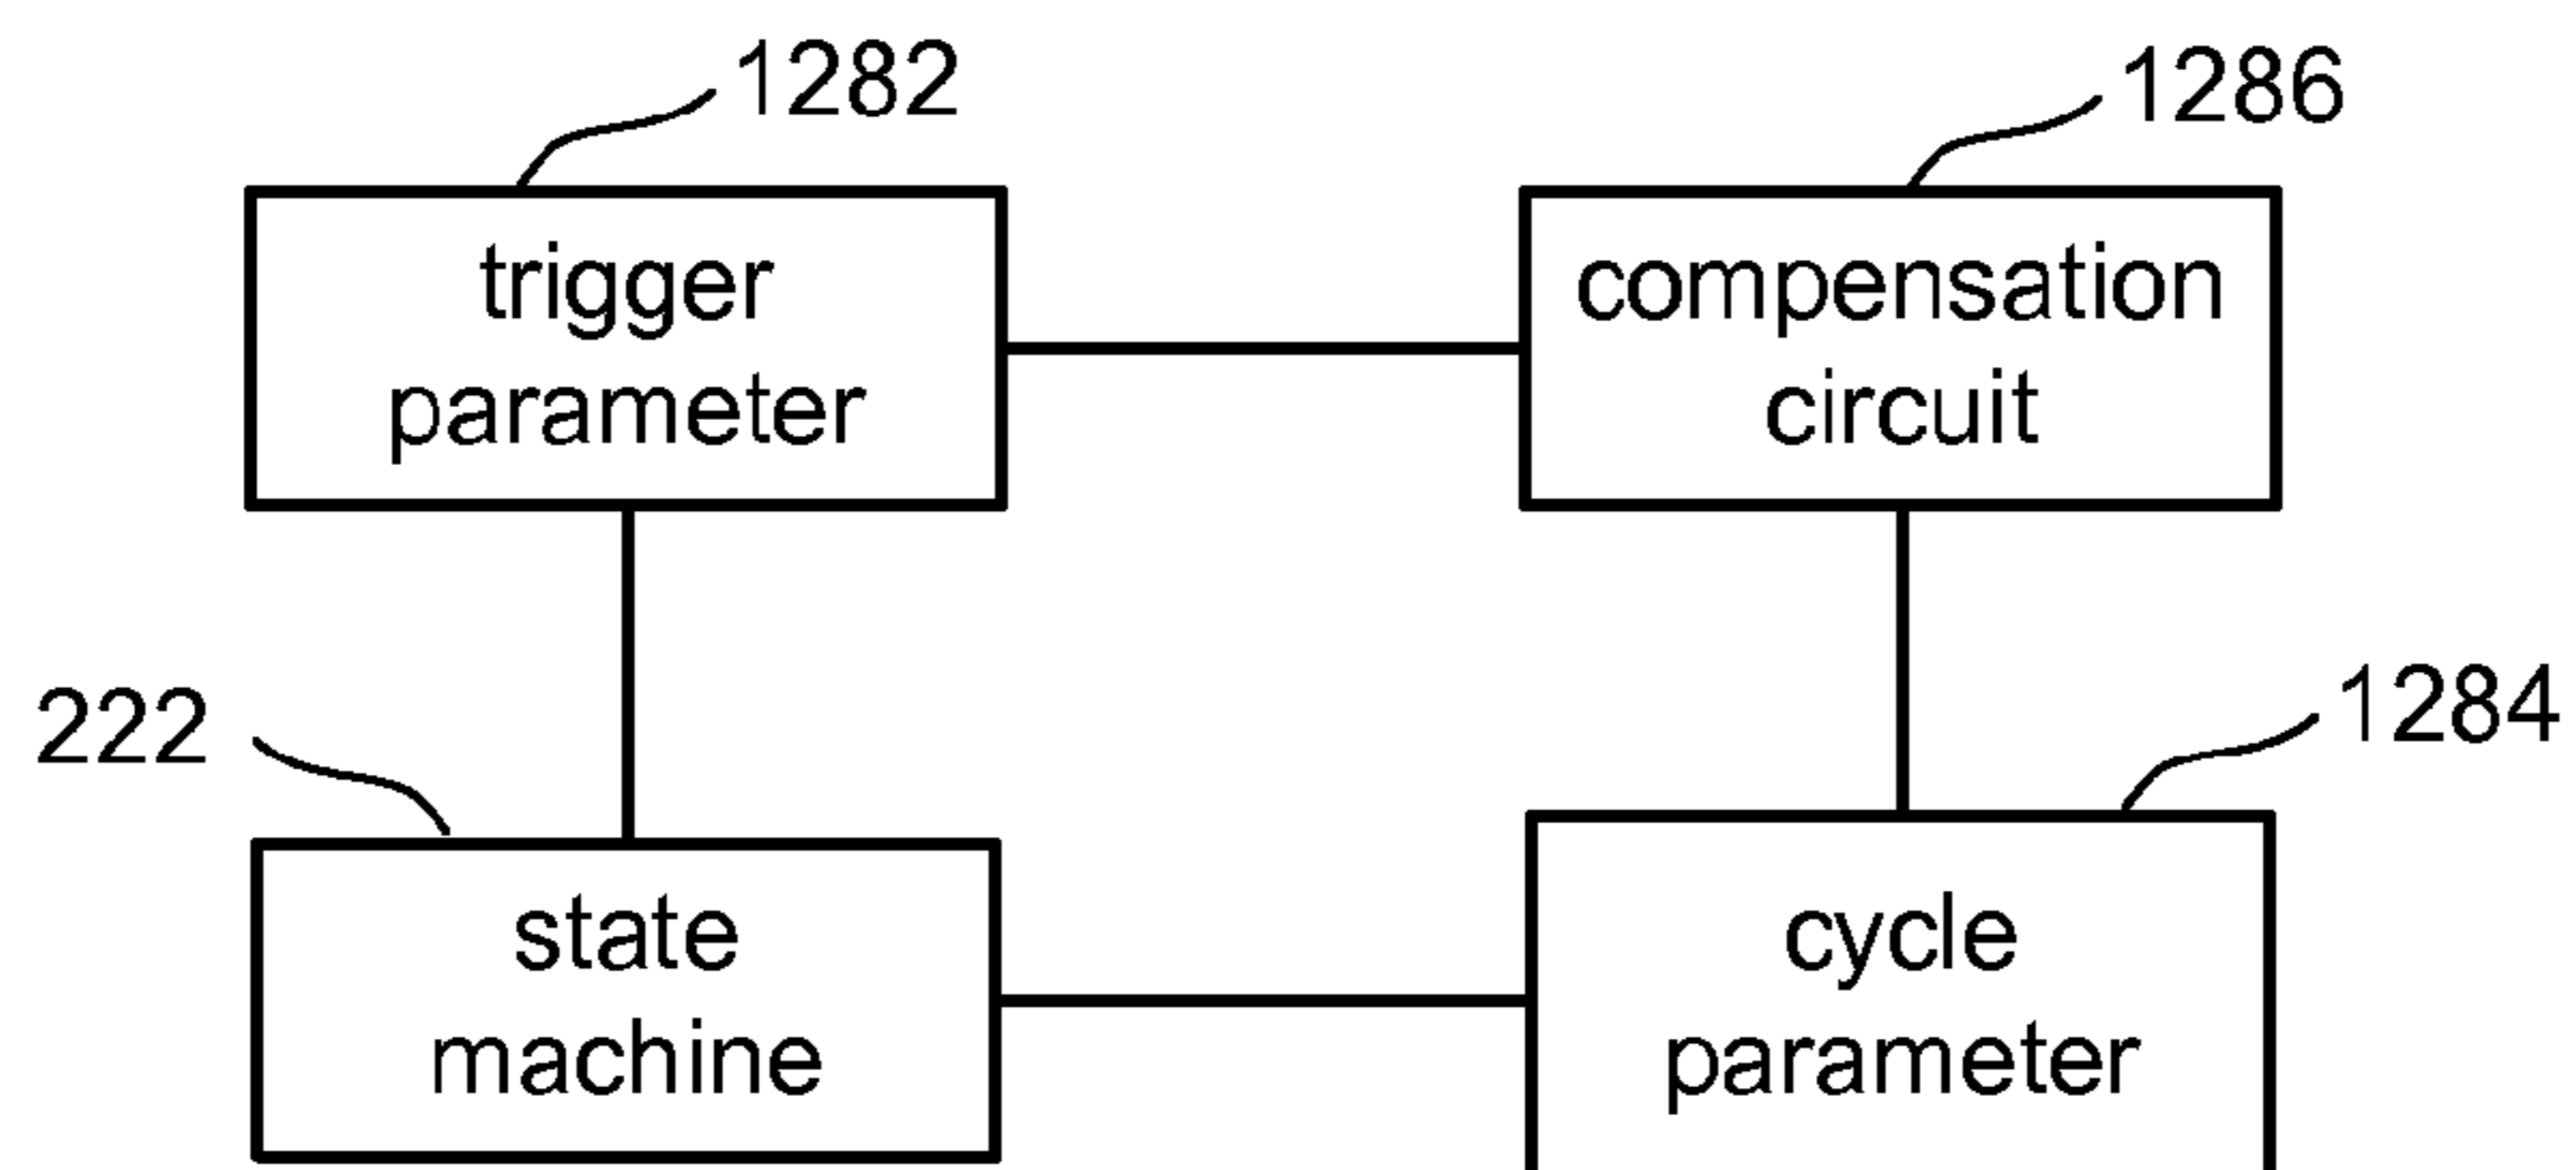 1282
1286
trigger
parameter
compensation
circuit
222
1284
state
machine
cycle
parameter